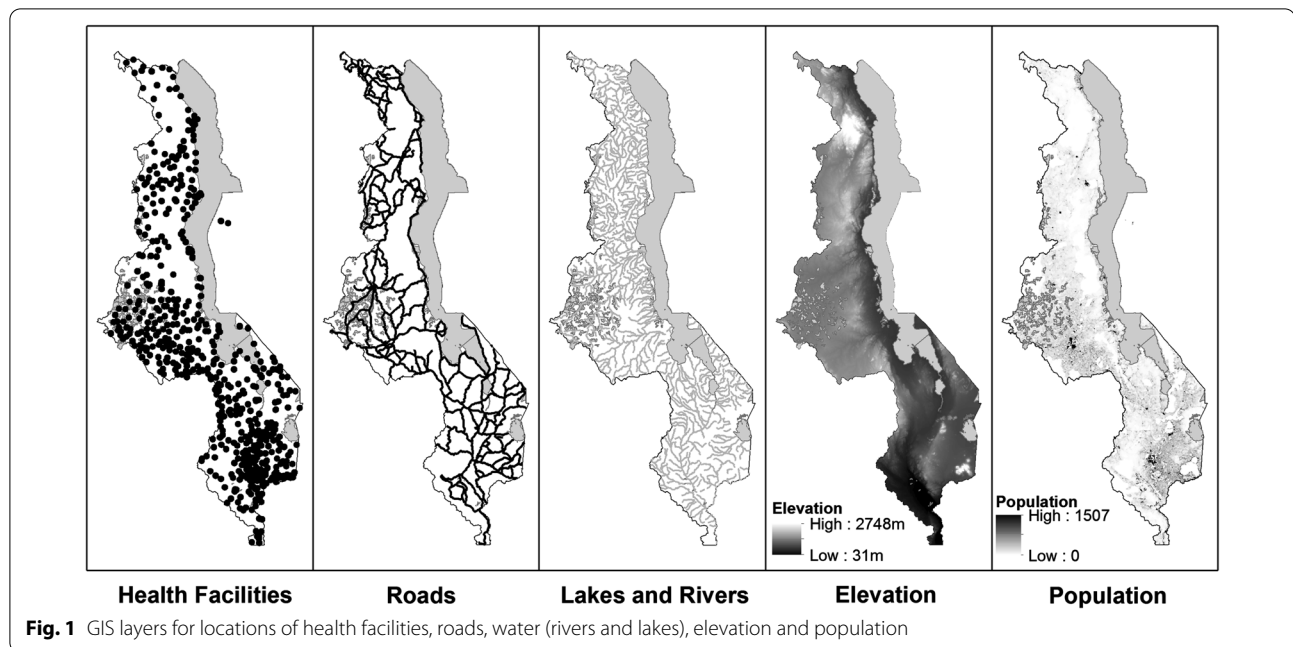 Elevation
High : 2748m
Low : 31m
Population
High : 1507
Low : 0
Health Facilities
Roads
Lakes and Rivers
Elevation
Population
Fig. 1 GIS layers for locations of health facilities, roads, water (rivers and lakes), elevation and population